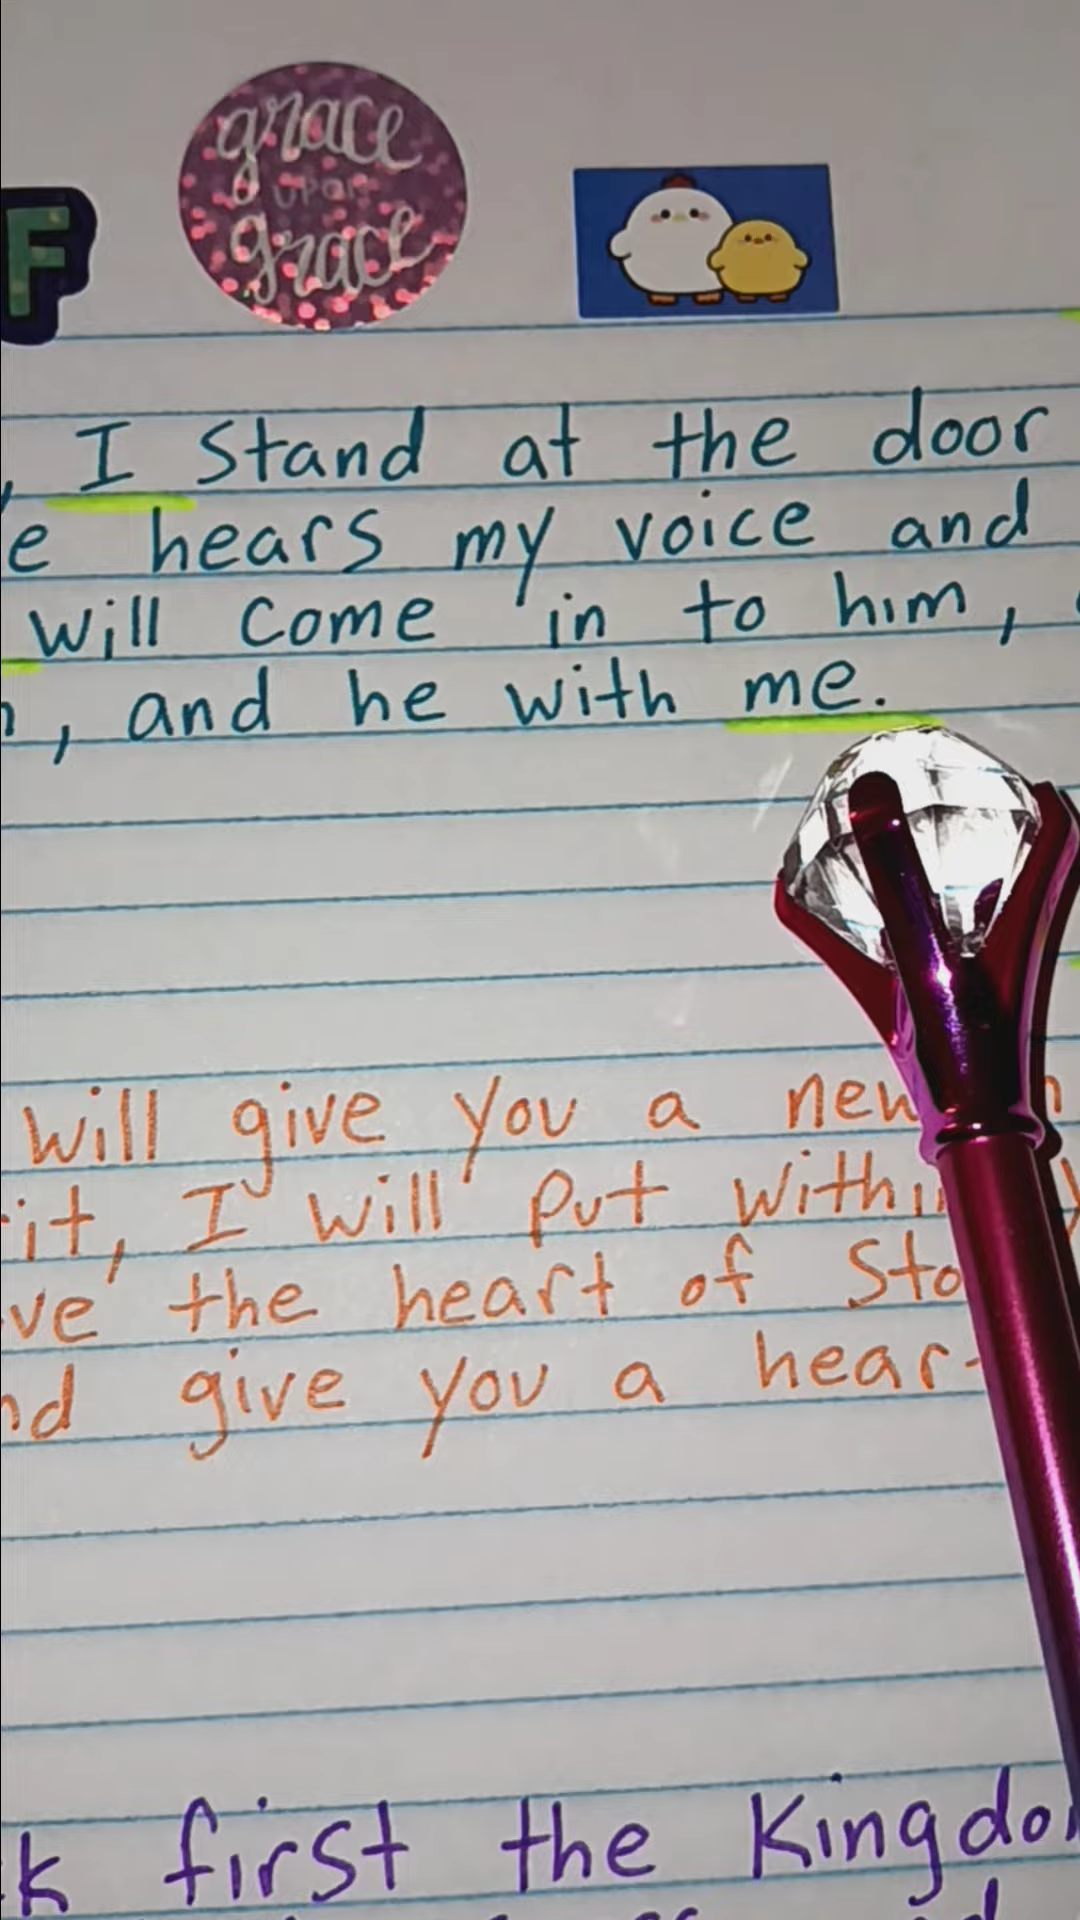 grace
upon
grace
F
, I Stand at the door
e hears my voice and
will come in to him,
, and he with me.
will give you a new
it, I will put within
ve the heart of Sto
nd give you a hear
k first the Kingdo